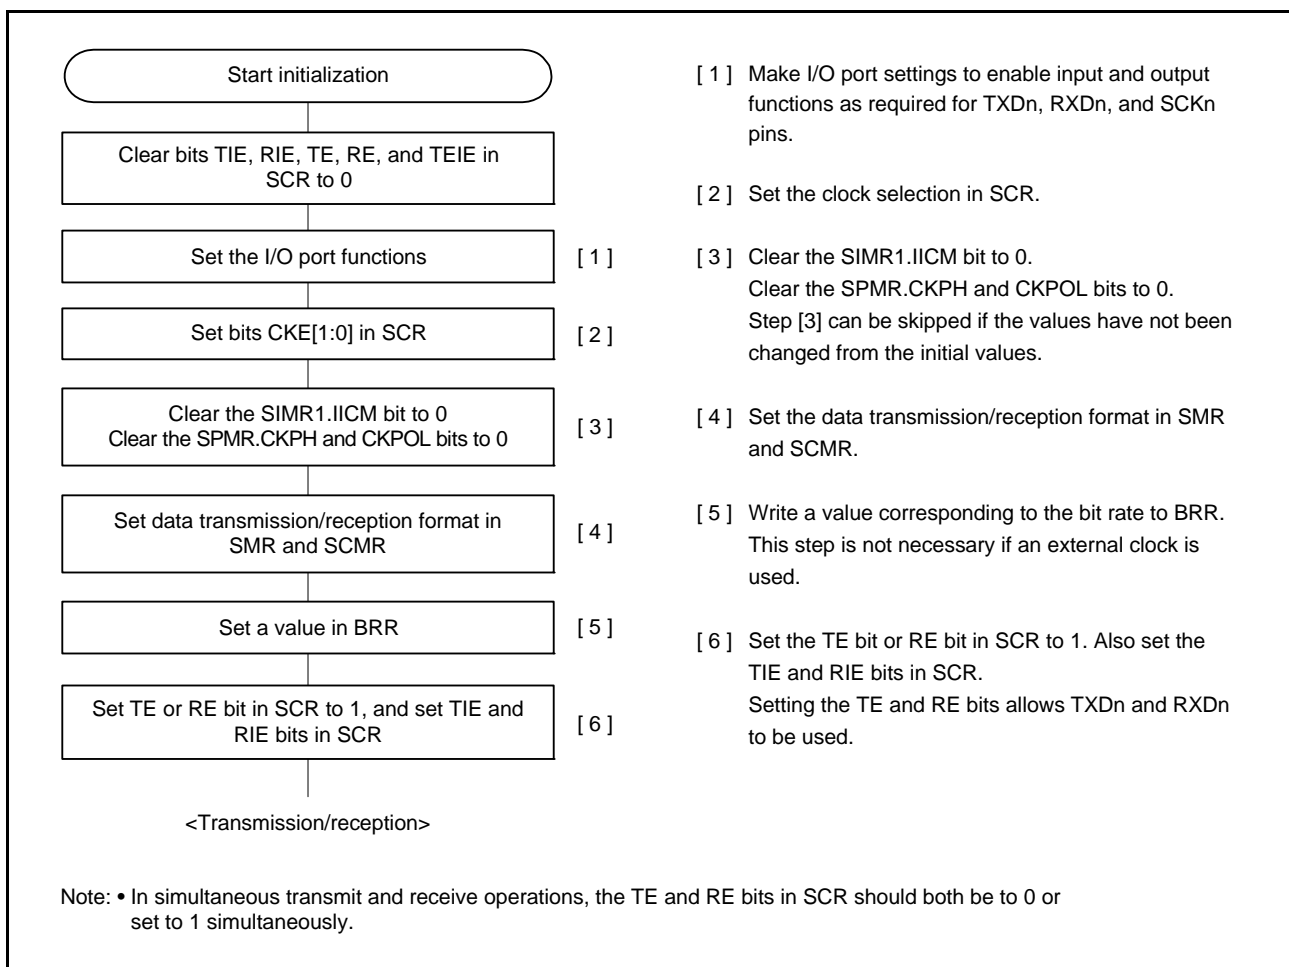 Start initialization
Clear bits TIE, RIE, TE, RE, and TEIE in
SCR to 0
Set the I/O port functions
[ 1 ]
Set bits CKE[1:0] in SCR
[ 2 ]
Clear the SIMR1.IICM bit to 0
Clear the SPMR.CKPH and CKPOL bits to 0
[ 3 ]
Set data transmission/reception format in
SMR and SCMR
[ 4 ]
Set a value in BRR
[ 5 ]
Set TE or RE bit in SCR to 1, and set TIE and
RIE bits in SCR
[ 6 ]
<Transmission/reception>
[ 1 ] Make I/O port settings to enable input and output
functions as required for TXDn, RXDn, and SCKn
pins.
[ 2 ] Set the clock selection in SCR.
[ 3 ] Clear the SIMR1.IICM bit to 0.
Clear the SPMR.CKPH and CKPOL bits to 0.
Step [3] can be skipped if the values have not been
changed from the initial values.
[ 4 ] Set the data transmission/reception format in SMR
and SCMR.
[ 5 ] Write a value corresponding to the bit rate to BRR.
This step is not necessary if an external clock is
used.
[ 6 ] Set the TE bit or RE bit in SCR to 1. Also set the
TIE and RIE bits in SCR.
Setting the TE and RE bits allows TXDn and RXDn
to be used.
Note: • In simultaneous transmit and receive operations, the TE and RE bits in SCR should both be to 0 or
set to 1 simultaneously.